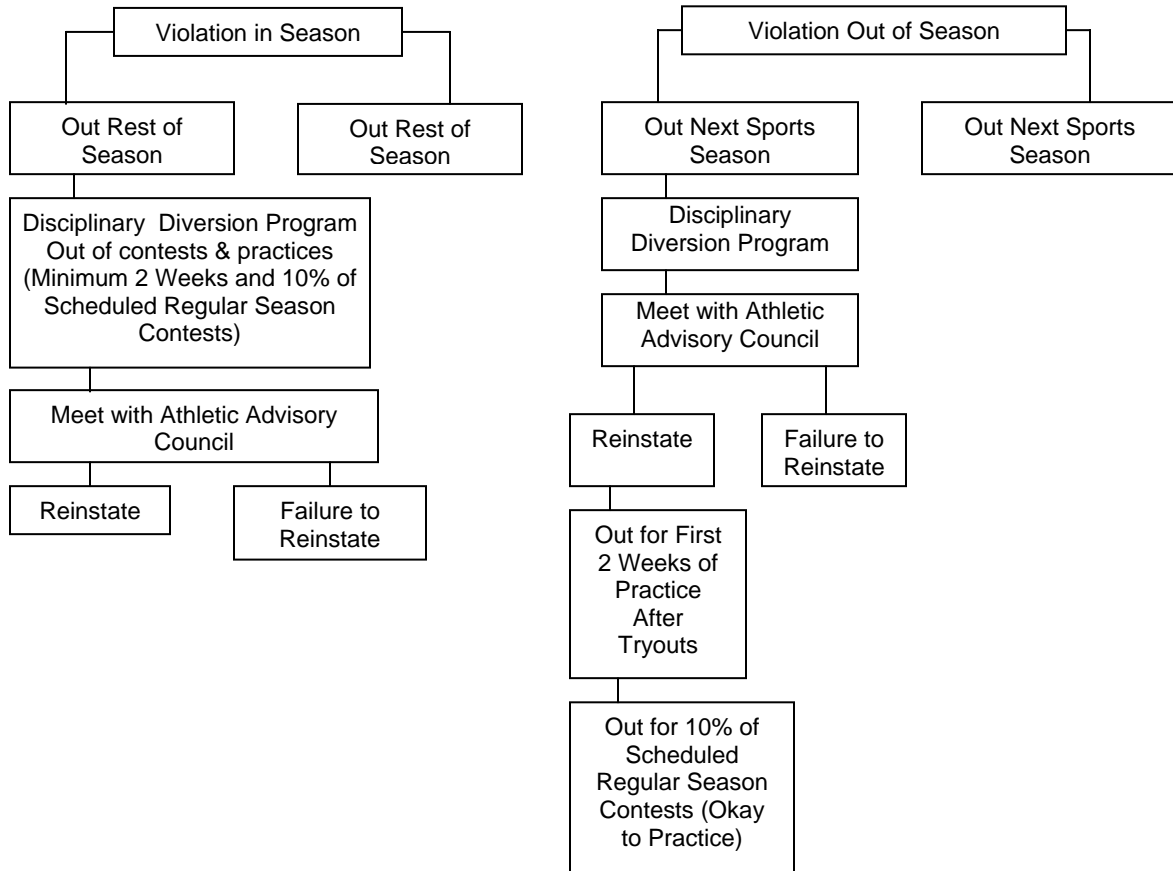 Violation in Season
Out Rest of
Season
Out Rest of
Season
Disciplinary Diversion Program
Out of contests & practices
(Minimum 2 Weeks and 10% of
Scheduled Regular Season
Contests)
Meet with Athletic Advisory
Council
Reinstate
Failure to
Reinstate
Violation Out of Season
Out Next Sports
Season
Out Next Sports
Season
Disciplinary
Diversion Program
Meet with Athletic
Advisory Council
Reinstate
Failure to
Reinstate
Out for First
2 Weeks of
Practice
After
Tryouts
Out for 10% of
Scheduled
Regular Season
Contests (Okay
to Practice)